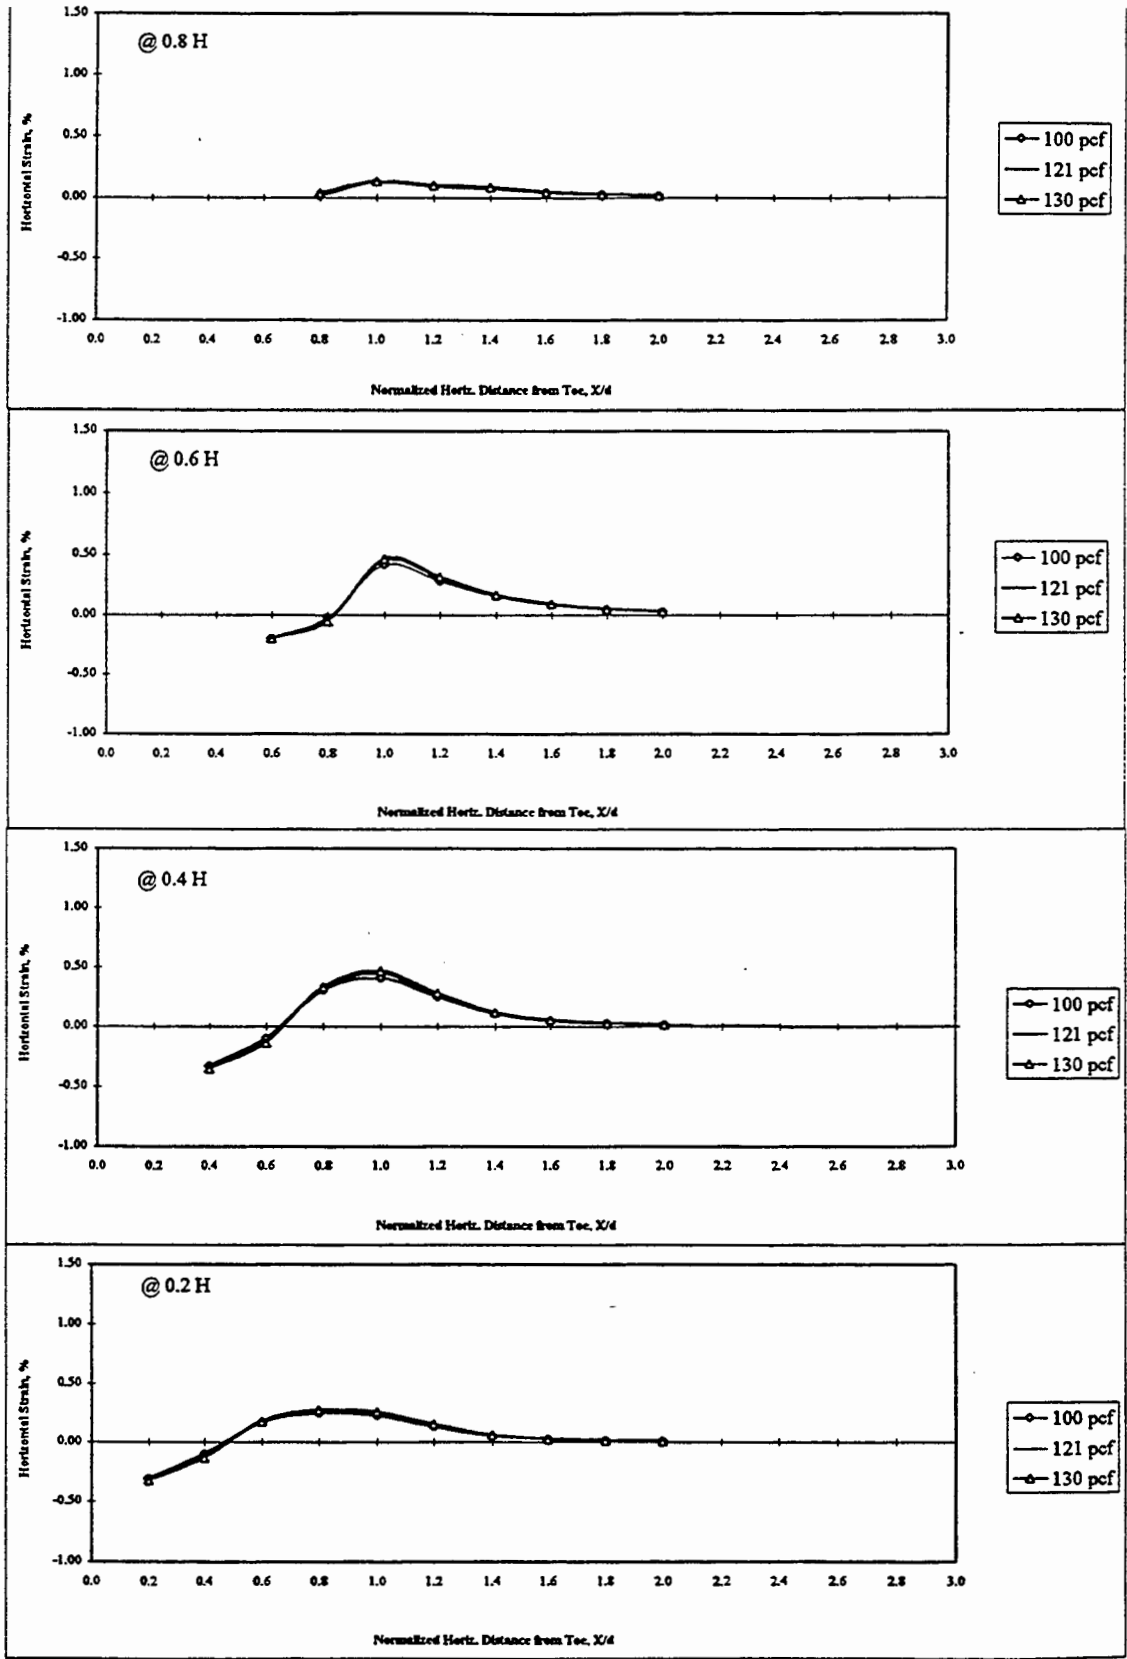 @ 0.8 H
1.50
1.00
0.50
0.00
-0.50
-1.00
Horizontal Strain, %
0.0 0.2 0.4 0.6 0.8 1.0 1.2 1.4 1.6 1.8 2.0 2.2 2.4 2.6 2.8 3.0
Normalized Horiz. Distance from Toe, X/d
100 pcf
121 pcf
130 pcf
@ 0.6 H
1.50
1.00
0.50
0.00
-0.50
-1.00
Horizontal Strain, %
0.0 0.2 0.4 0.6 0.8 1.0 1.2 1.4 1.6 1.8 2.0 2.2 2.4 2.6 2.8 3.0
Normalized Horiz. Distance from Toe, X/d
100 pcf
121 pcf
130 pcf
@ 0.4 H
1.50
1.00
0.50
0.00
-0.50
-1.00
Horizontal Strain, %
0.0 0.2 0.4 0.6 0.8 1.0 1.2 1.4 1.6 1.8 2.0 2.2 2.4 2.6 2.8 3.0
Normalized Horiz. Distance from Toe, X/d
100 pcf
121 pcf
130 pcf
@ 0.2 H
1.50
1.00
0.50
0.00
-0.50
-1.00
Horizontal Strain, %
0.0 0.2 0.4 0.6 0.8 1.0 1.2 1.4 1.6 1.8 2.0 2.2 2.4 2.6 2.8 3.0
Normalized Horiz. Distance from Toe, X/d
100 pcf
121 pcf
130 pcf